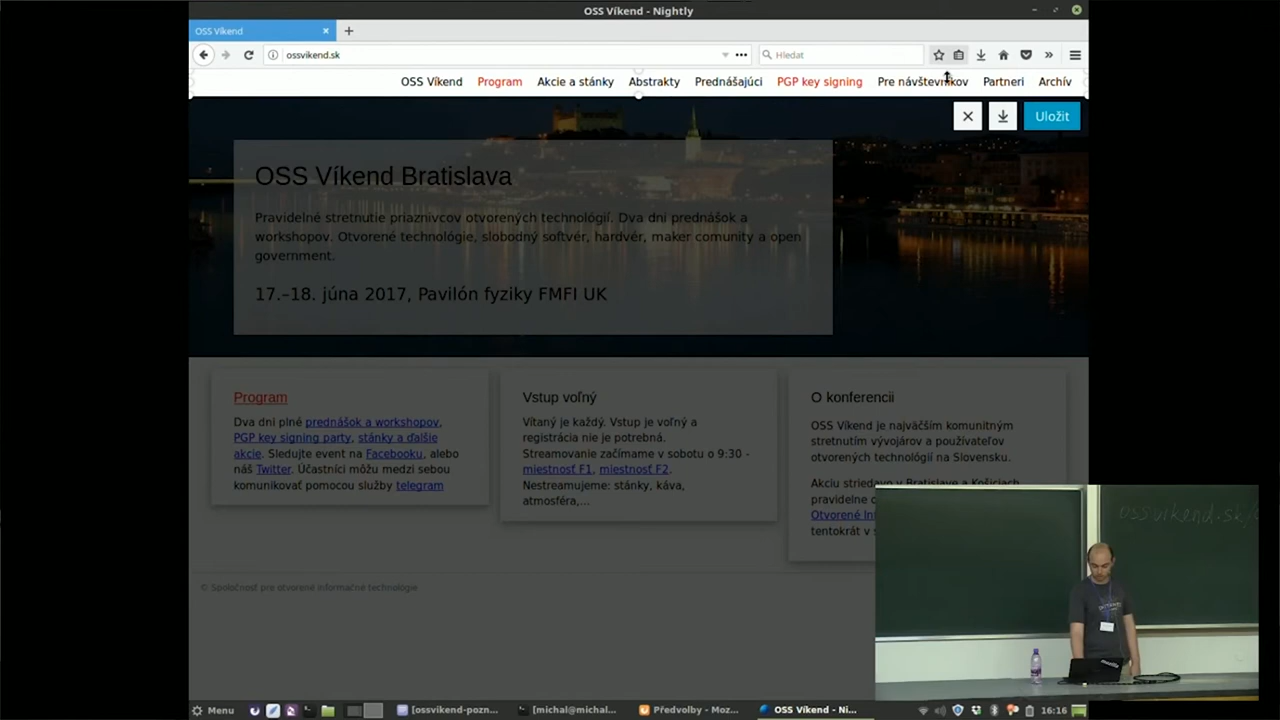 OSS Víkend - Nightly
OSS Víkend
ossvikend.sk
Hledat
OSS Víkend Program Akcie a stánky Abstrakty Prednášajúci PGP key signing Pre návštevníkov Partneri Archív
Uložit
OSS Víkend Bratislava
Pravidelné stretnutie priaznivcov otvorených technológií. Dva dni prednášok a
workshopov. Otvorené technológie, slobodný softvér, hardvér, maker comunity a open
government.
17.–18. júna 2017, Pavilón fyziky FMFI UK
Program
Dva dni plné prednášok a workshopov,
PGP key signing party, stánky a ďalšie
akcie. Sledujte event na Facebooku, alebo
náš Twitter. Účastníci môžu medzi sebou
komunikovať pomocou služby telegram
Vstup voľný
Vítaný je každý. Vstup je voľný a
registrácia nie je potrebná.
Streamovanie začíname v sobotu o 9:30 -
miestnosť F1, miestnosť F2.
Nestreamujeme: stánky, káva,
atmosféra,...
O konferencii
OSS Víkend je najväčším komunitným
stretnutím vývojárov a používateľov
otvorených technológií na Slovensku.
Akciu striedavo v Bratislave a Košiciach
pravidelne
Otvorené
tentokrát v
ossvikend.sk
© Spoločnosť pre otvorené informačné technológie
Menu [ossvikend-pozn... [michal@michal... Předvolby - Moz... OSS Víkend - Ni... 16:16